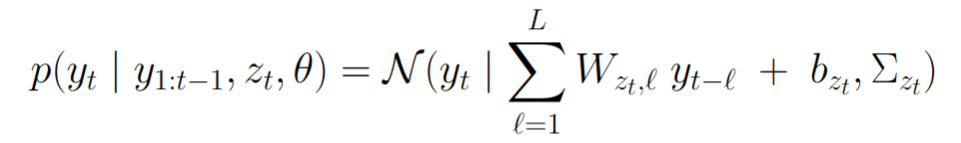 p(y_t | y_{1:t−1}, z_t, θ) = 𝒩(y_t | ∑_{ℓ=1}^{L} W_{z_t,ℓ} y_{t−ℓ} + b_{z_t}, Σ_{z_t})